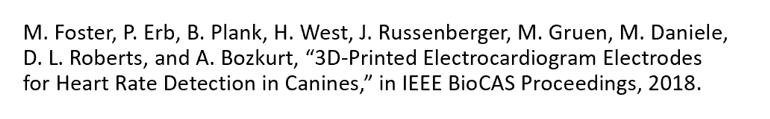 M. Foster, P. Erb, B. Plank, H. West, J. Russenberger, M. Gruen, M. Daniele,
D. L. Roberts, and A. Bozkurt, “3D-Printed Electrocardiogram Electrodes
for Heart Rate Detection in Canines,” in IEEE BioCAS Proceedings, 2018.